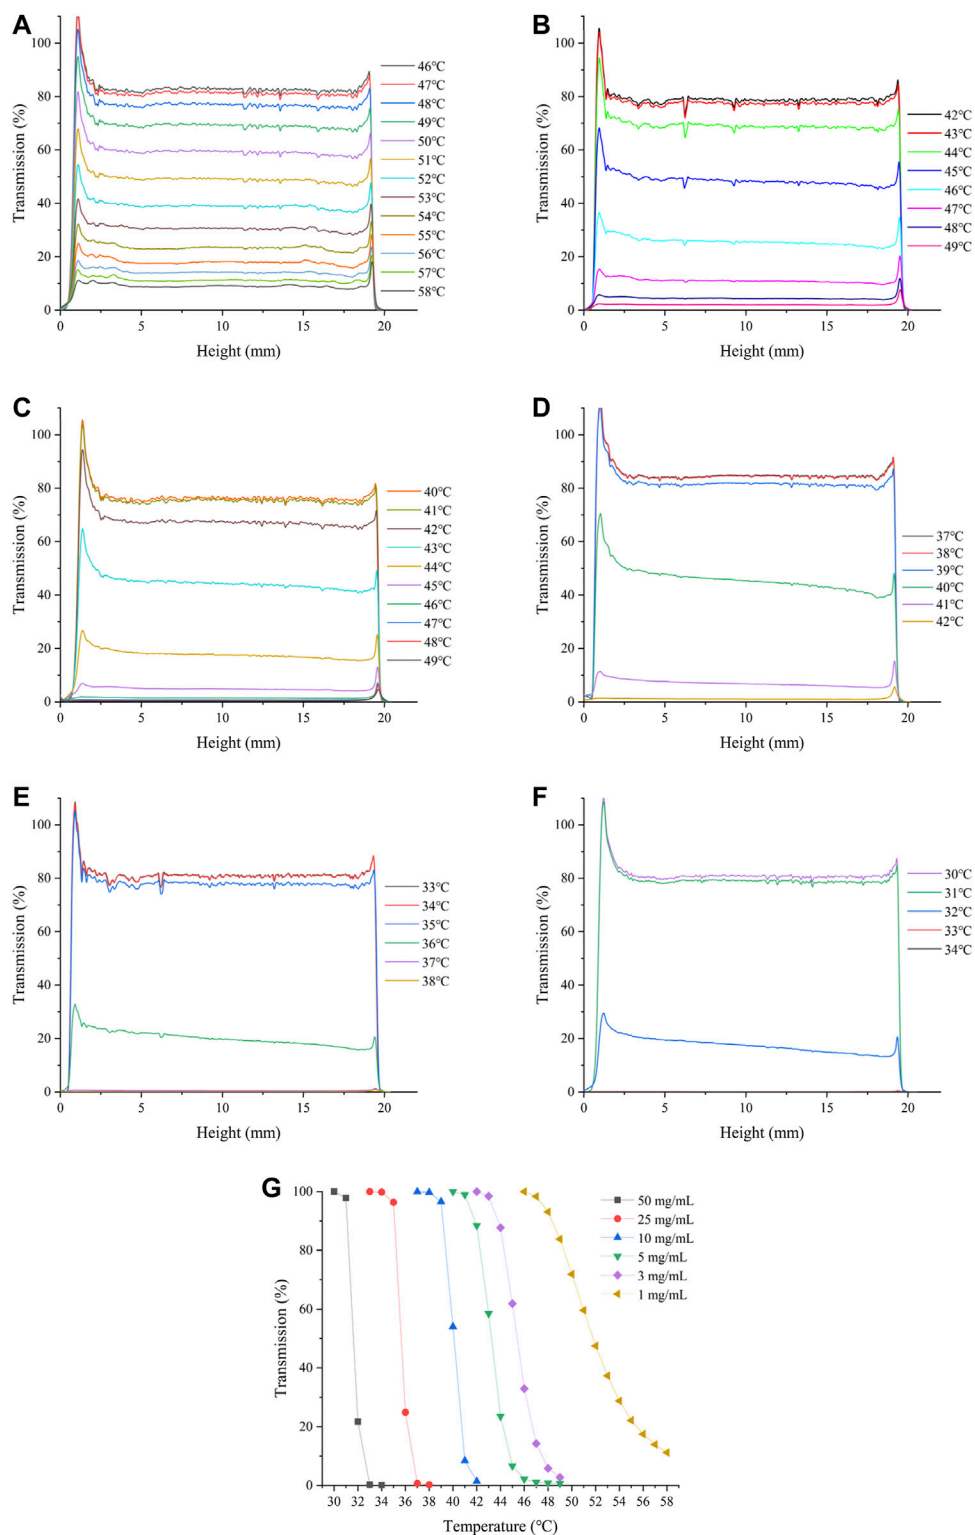 A
Transmission (%)
100
80
60
40
20
0
0 5 10 15 20
Height (mm)
46℃
47℃
48℃
49℃
50℃
51℃
52℃
53℃
54℃
55℃
56℃
57℃
58℃
B
Transmission (%)
100
80
60
40
20
0
0 5 10 15 20
Height (mm)
42℃
43℃
44℃
45℃
46℃
47℃
48℃
49℃
C
Transmission (%)
100
80
60
40
20
0
0 5 10 15 20
Height (mm)
40℃
41℃
42℃
43℃
44℃
45℃
46℃
47℃
48℃
49℃
D
Transmission (%)
100
80
60
40
20
0
0 5 10 15 20
Height (mm)
37℃
38℃
39℃
40℃
41℃
42℃
E
Transmission (%)
100
80
60
40
20
0
0 5 10 15 20
Height (mm)
33℃
34℃
35℃
36℃
37℃
38℃
F
Transmission (%)
100
80
60
40
20
0
0 5 10 15 20
Height (mm)
30℃
31℃
32℃
33℃
34℃
G
Transmission (%)
100
80
60
40
20
0
30 32 34 36 38 40 42 44 46 48 50 52 54 56 58
Temperature (℃)
50 mg/mL
25 mg/mL
10 mg/mL
5 mg/mL
3 mg/mL
1 mg/mL